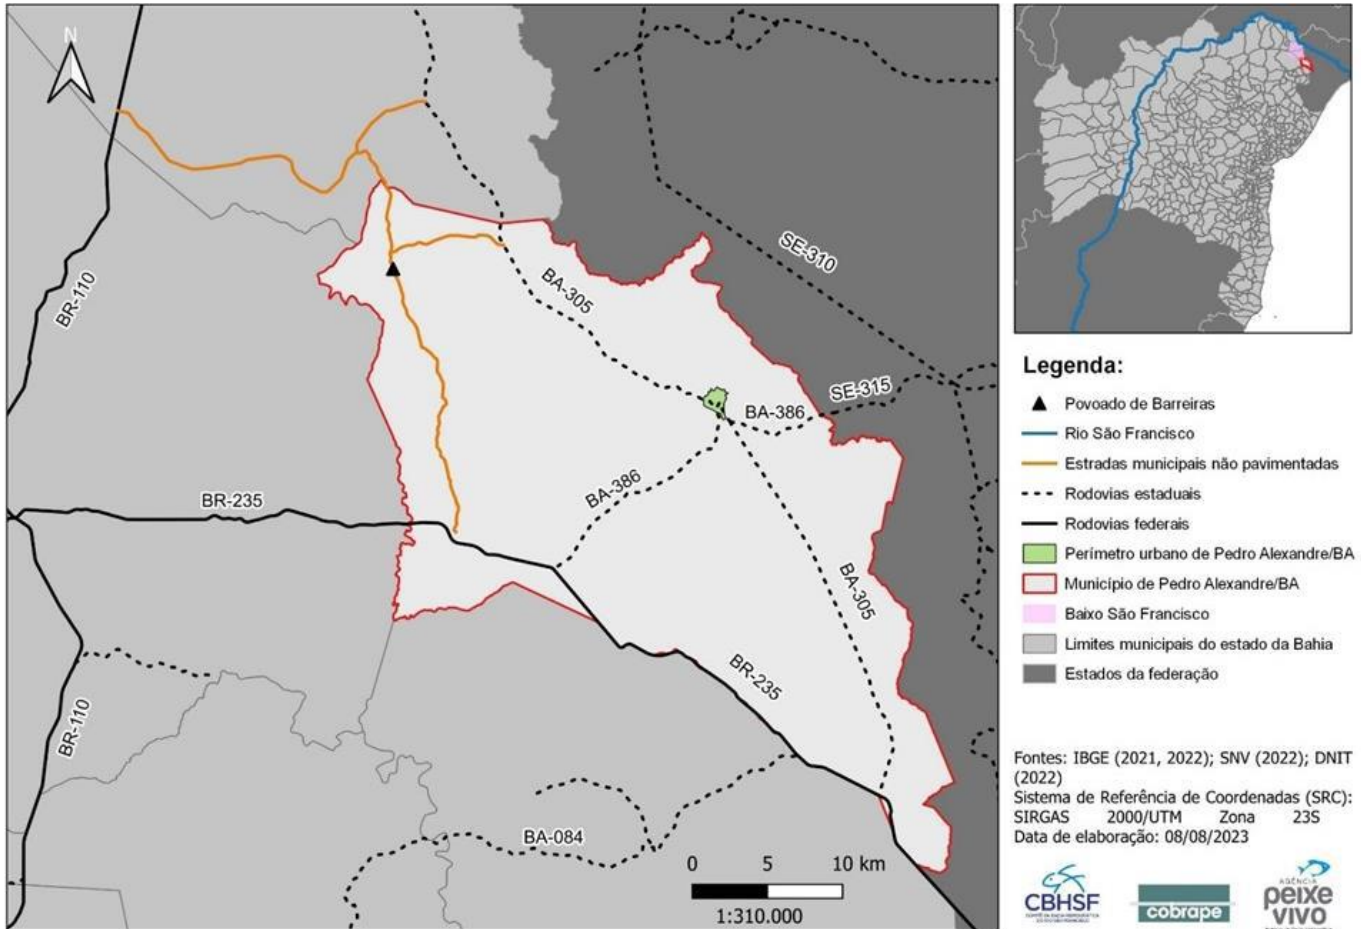 N
BR-110
BA-305
SE-310
SE-315
BA-386
BA-386
BR-235
BA-305
BR-235
BR-110
BA-084
0 5 10 km
1:310.000
Legenda:
Povoado de Barreiras
Rio São Francisco
Estradas municipais não pavimentadas
Rodovias estaduais
Rodovias federais
Perímetro urbano de Pedro Alexandre/BA
Município de Pedro Alexandre/BA
Baixo São Francisco
Limites municipais do estado da Bahia
Estados da federação
Fontes: IBGE (2021, 2022); SNV (2022); DNIT
(2022)
Sistema de Referência de Coordenadas (SRC):
SIRGAS 2000/UTM Zona 23S
Data de elaboração: 08/08/2023
CBHSF
cobrape
AGÊNCIA
peixe
vivo